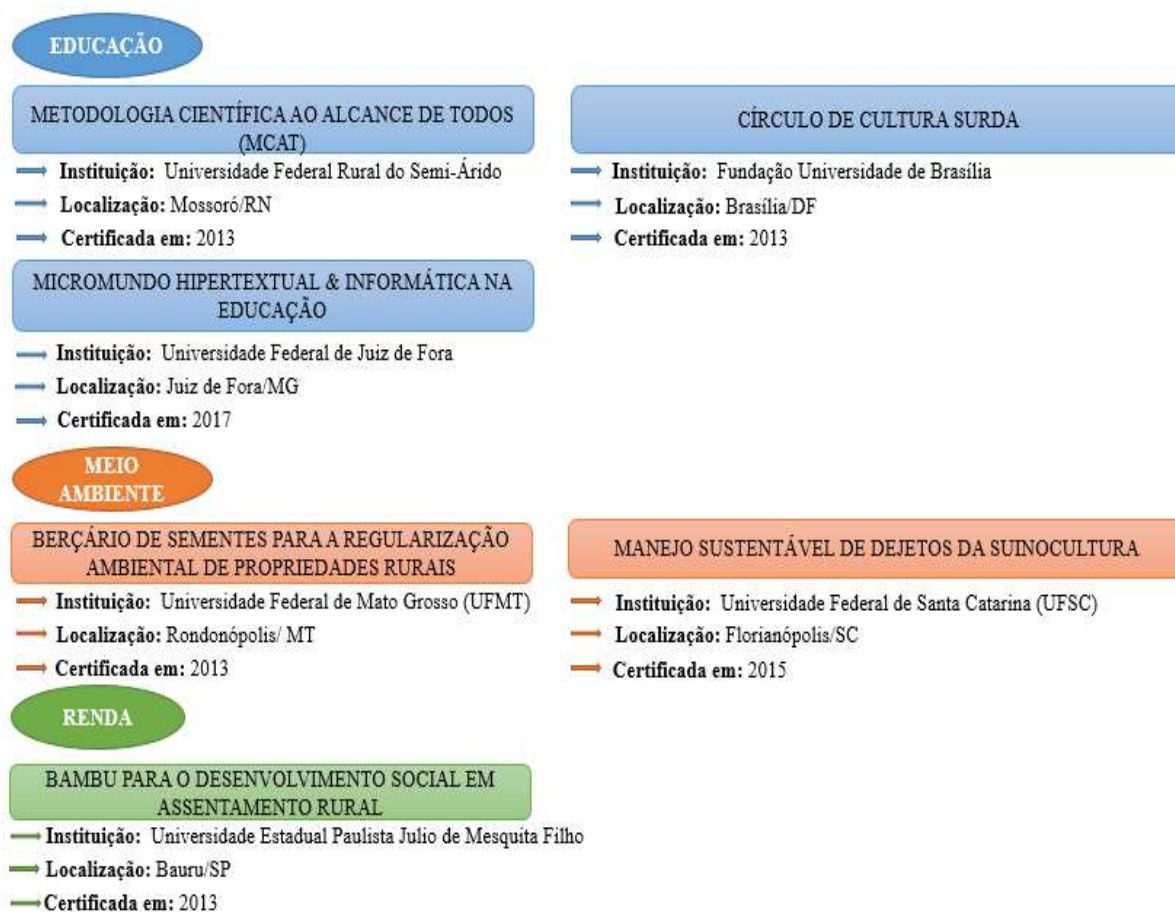 EDUCAÇÃO
METODOLOGIA CIENTÍFICA AO ALCANCE DE TODOS
(MCAT)
Instituição: Universidade Federal Rural do Semi-Árido
Localização: Mossoró/RN
Certificada em: 2013
CÍRCULO DE CULTURA SURDA
Instituição: Fundação Universidade de Brasília
Localização: Brasília/DF
Certificada em: 2013
MICROMUNDO HIPERTEXTUAL & INFORMÁTICA NA
EDUCAÇÃO
Instituição: Universidade Federal de Juiz de Fora
Localização: Juiz de Fora/MG
Certificada em: 2017
MEIO
AMBIENTE
BERÇÁRIO DE SEMENTES PARA A REGULARIZAÇÃO
AMBIENTAL DE PROPRIEDADES RURAIS
Instituição: Universidade Federal de Mato Grosso (UFMT)
Localização: Rondonópolis/ MT
Certificada em: 2013
MANEJO SUSTENTÁVEL DE DEJETOS DA SUINOCULTURA
Instituição: Universidade Federal de Santa Catarina (UFSC)
Localização: Florianópolis/SC
Certificada em: 2015
RENDA
BAMBU PARA O DESENVOLVIMENTO SOCIAL EM
ASSENTAMENTO RURAL
Instituição: Universidade Estadual Paulista Julio de Mesquita Filho
Localização: Bauru/SP
Certificada em: 2013